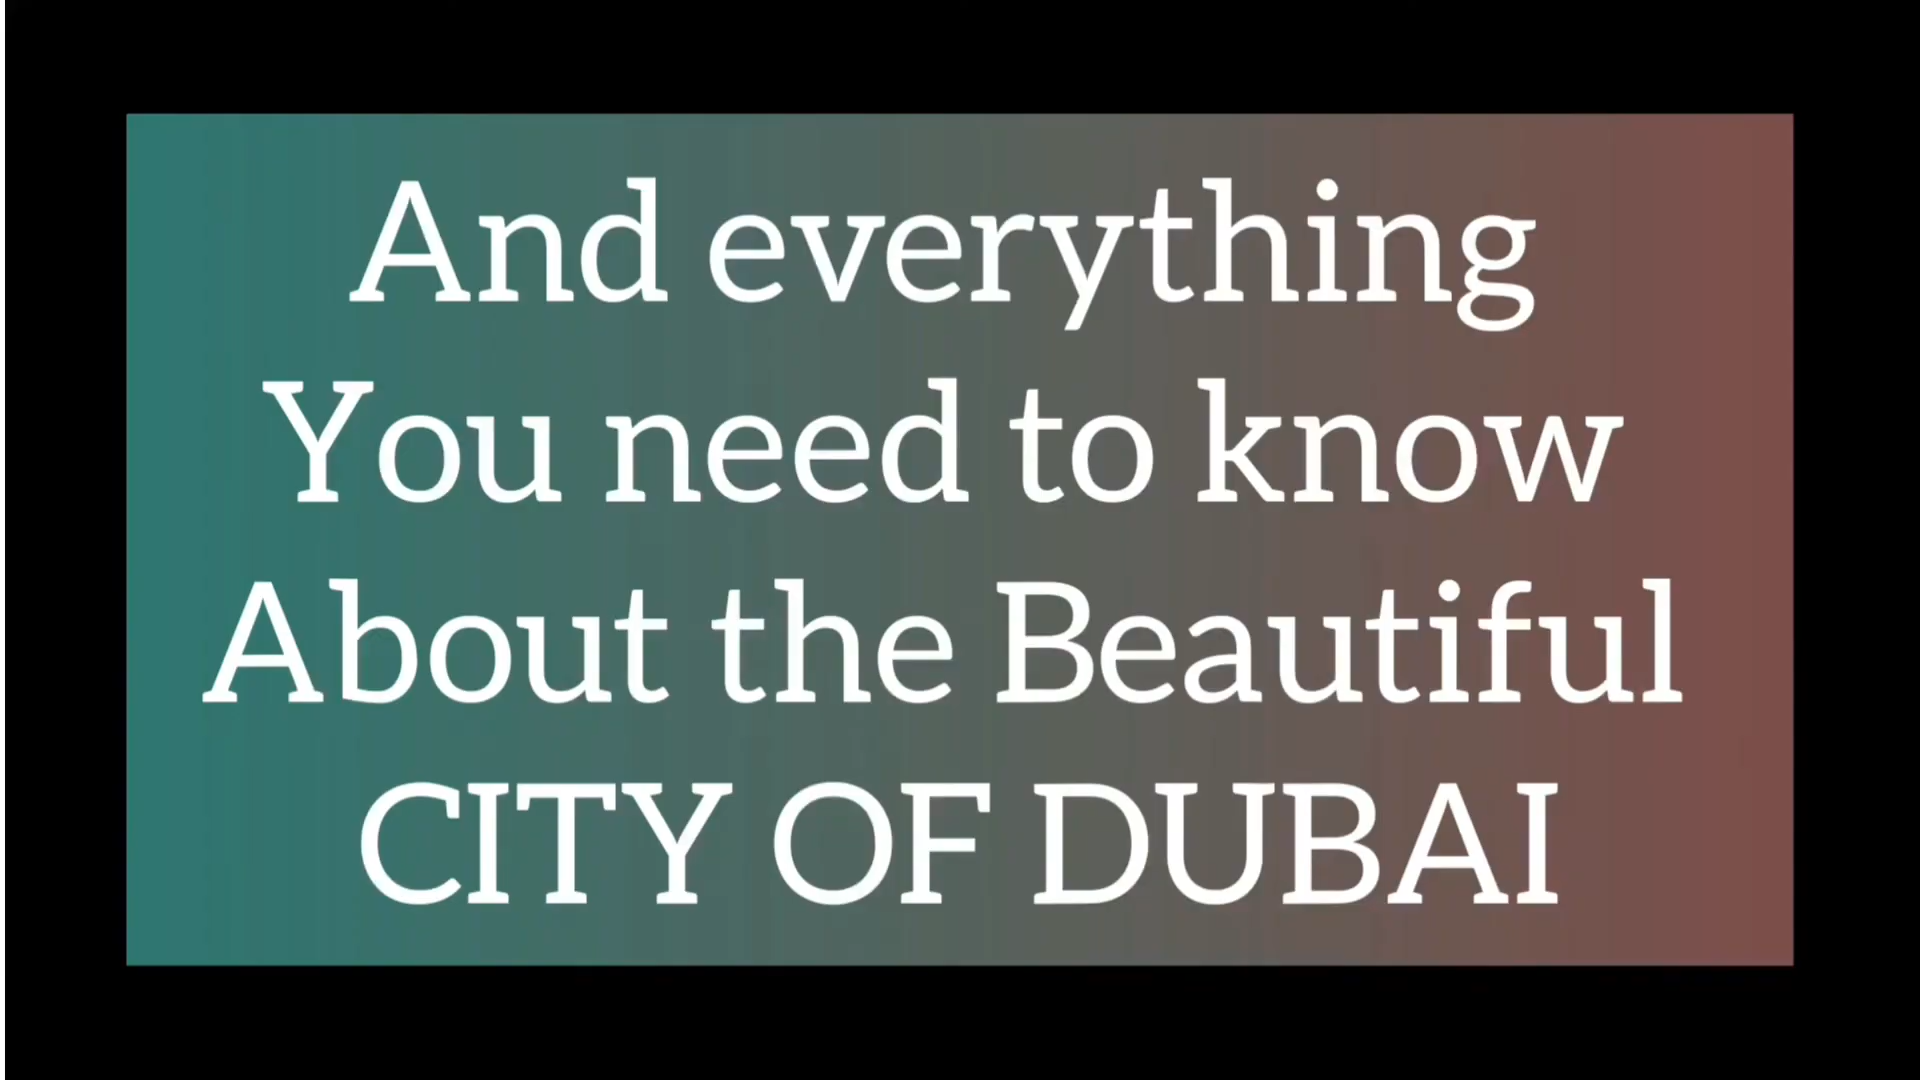 And everything
You need to know
About the Beautiful
CITY OF DUBAI